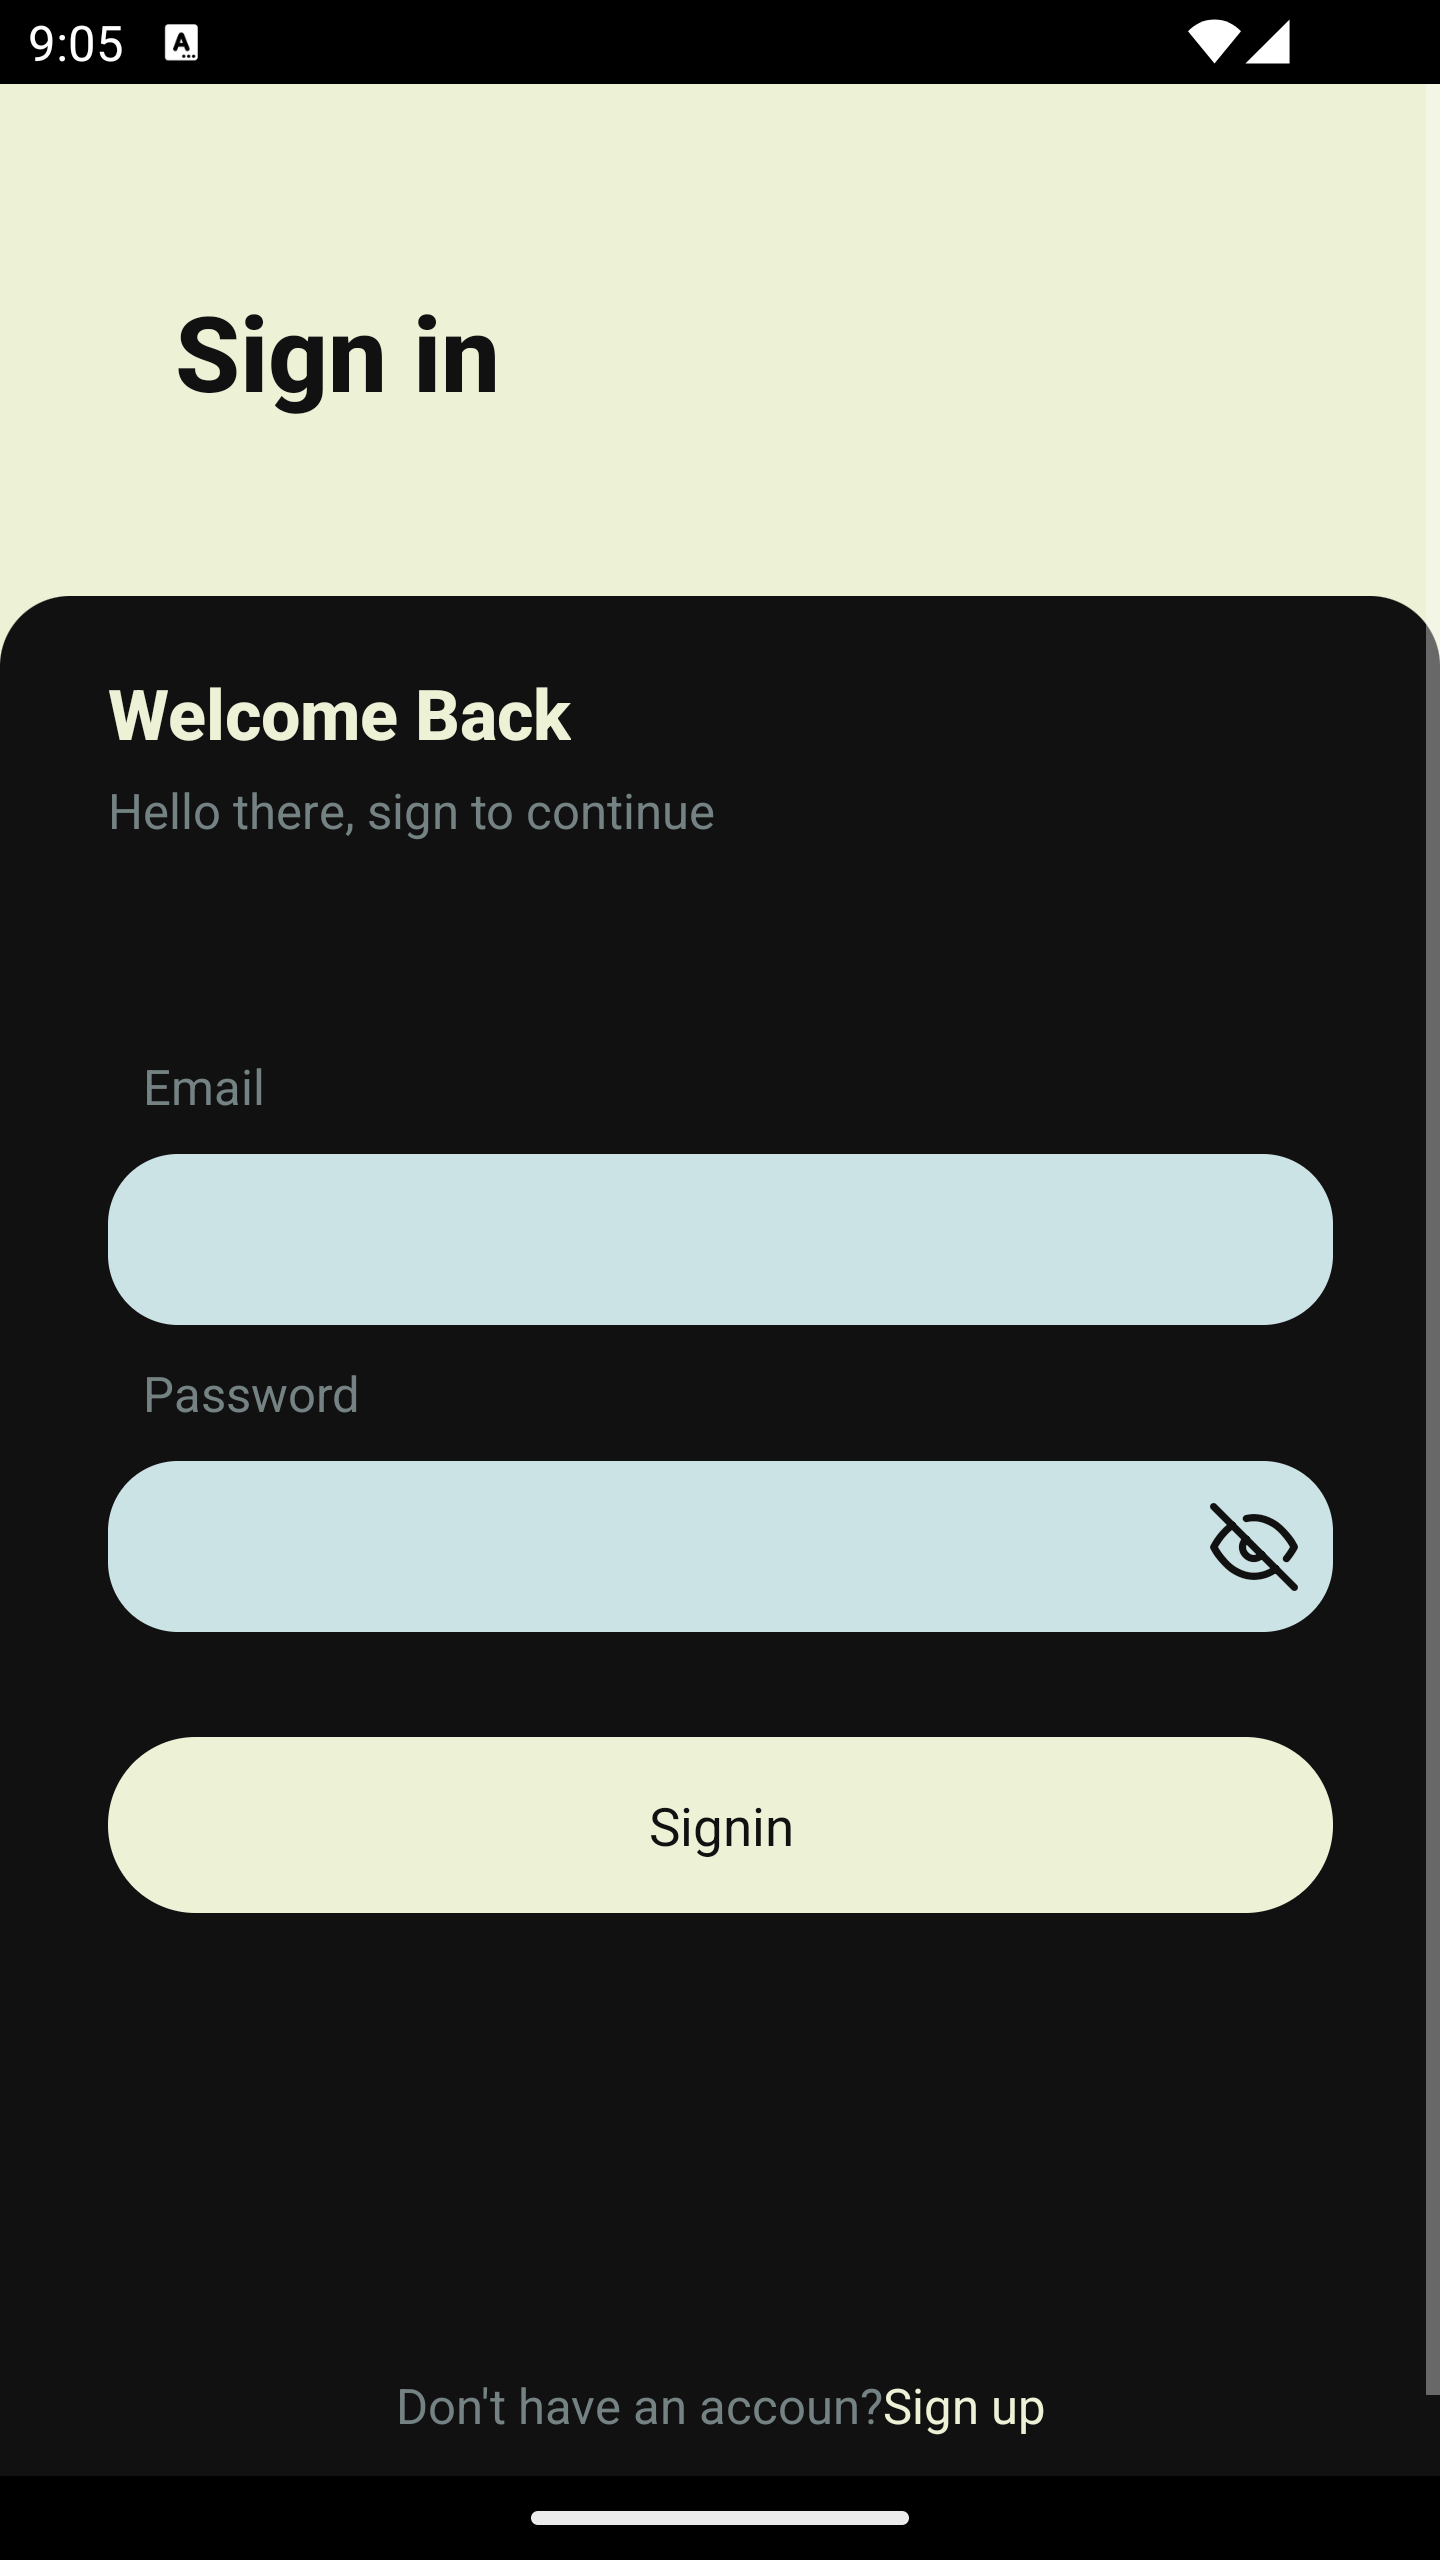 9:05
Sign in
Welcome Back
Hello there, sign to continue
Email
Password
Signin
Don't have an accoun?Sign up